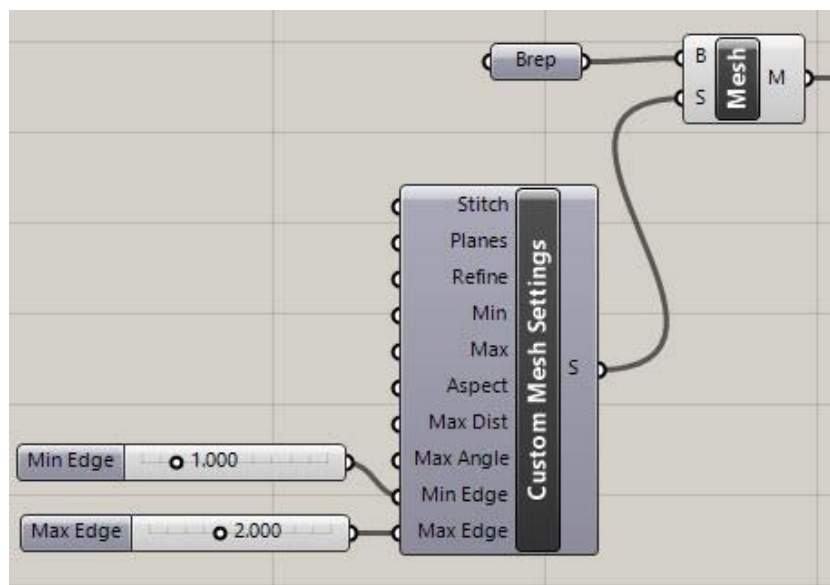 Brep
B
S
Mesh
M
Stitch
Planes
Refine
Min
Max
Aspect
Max Dist
Max Angle
Min Edge
Max Edge
Custom Mesh Settings
S
Min Edge 1.000
Max Edge 2.000